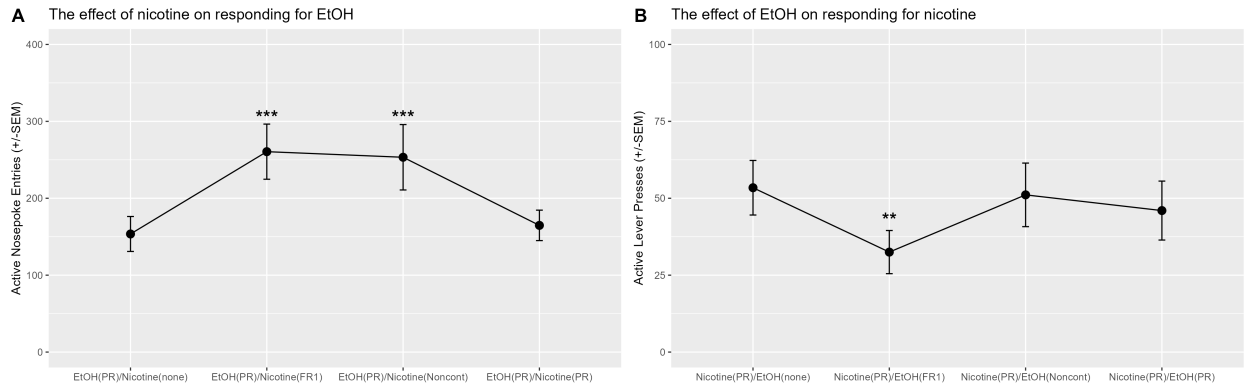 A The effect of nicotine on responding for EtOH
Active Nosepoke Entries (+/-SEM)
400
300
200
100
0
***
***
EtOH(PR)/Nicotine(none)
EtOH(PR)/Nicotine(FR1)
EtOH(PR)/Nicotine(Noncont)
EtOH(PR)/Nicotine(PR)
B The effect of EtOH on responding for nicotine
Active Lever Presses (+/-SEM)
100
75
50
25
0
**
Nicotine(PR)/EtOH(none)
Nicotine(PR)/EtOH(FR1)
Nicotine(PR)/EtOH(Noncont)
Nicotine(PR)/EtOH(PR)